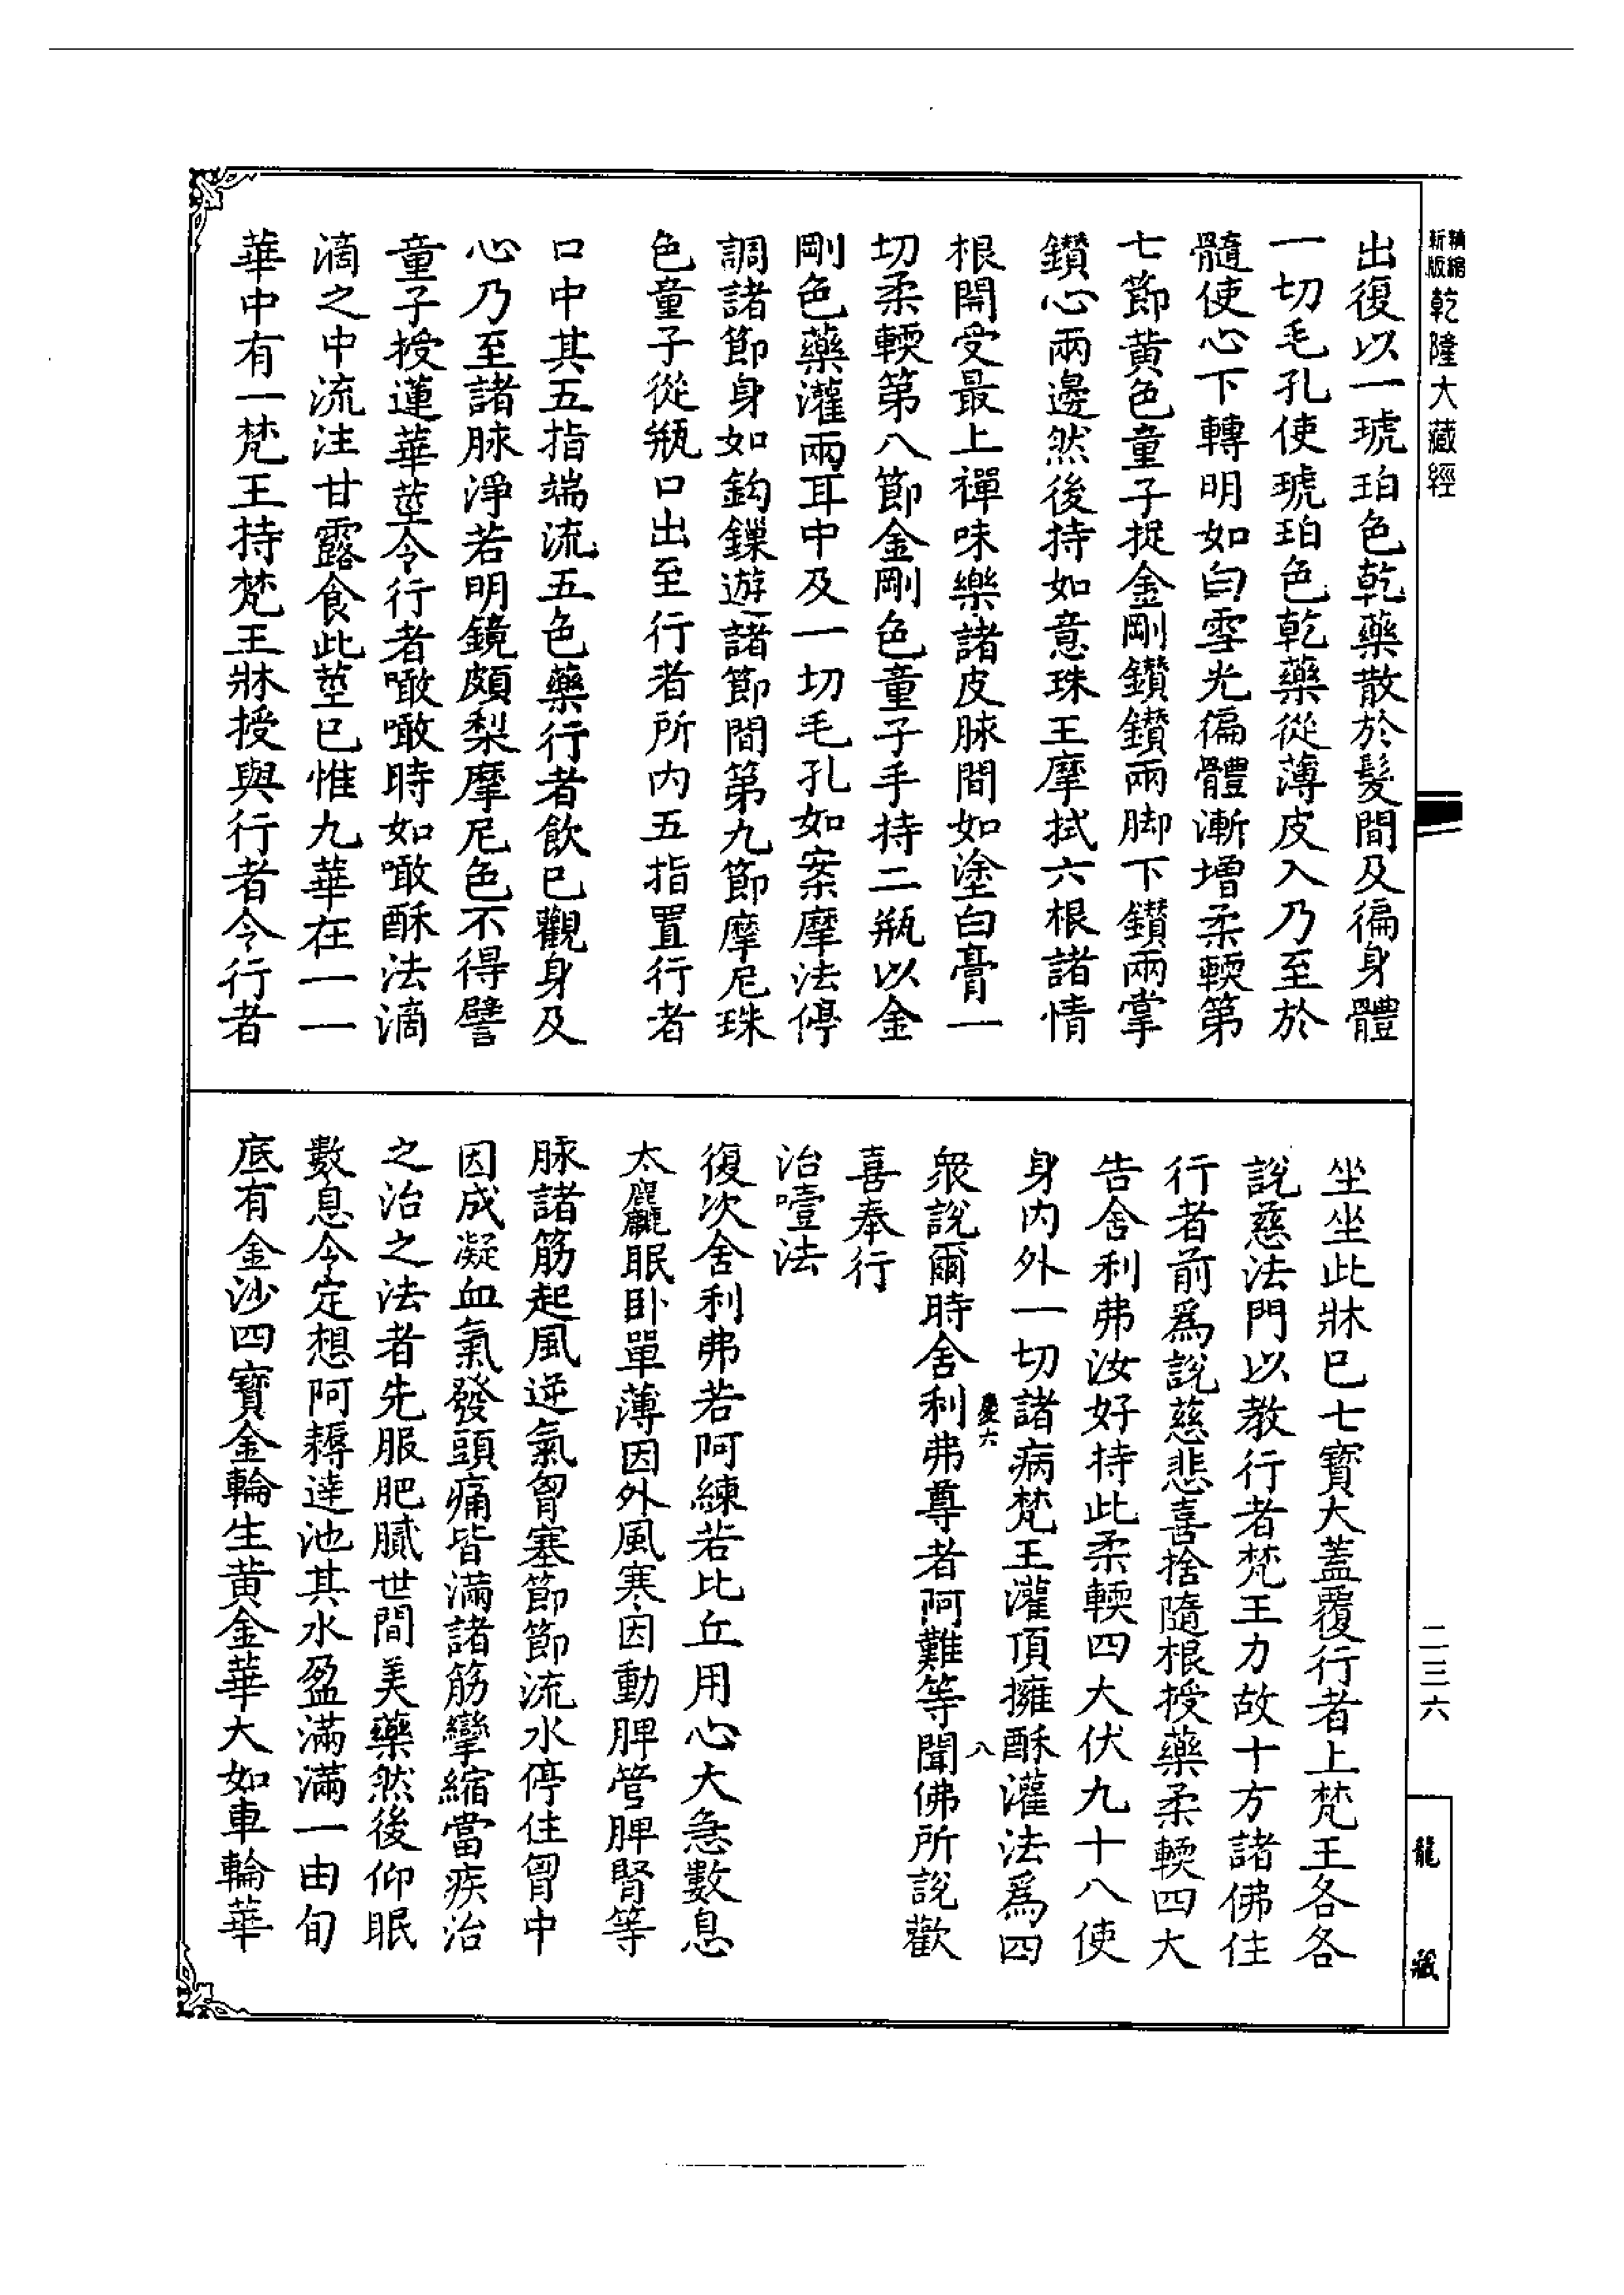 精縮新版乾隆大藏經
出復以一琥珀色乾藥散於髮間及徧身體
一切毛孔使琥珀色乾藥從薄皮入乃至於
髓使心下轉明如白雪光徧體漸增柔輭第
七節黃色童子捉金剛鑽鑽兩脚下鑽兩掌
鑽心兩邊然後持如意珠王摩拭六根諸情
根開受最上禪味樂諸皮脉間如塗白膏一
切柔輭第八節金剛色童子手持二瓶以金
剛色藥灌兩耳中及一切毛孔如案摩法停
調諸節身如鈎鏁遊諸節間第九節摩尼珠
色童子從瓶口出至行者所內五指置行者
口中其五指端流五色藥行者飲已觀身及
心乃至諸脉淨若明鏡頗梨摩尼色不得譬
童子授蓮華莖令行者噉噉時如噉酥法滴
滴之中流注甘露食此莖已惟九華在一一
華中有一梵王持梵王牀授與行者令行者
坐坐此牀已七寶大蓋覆行者上梵王各各
說慈法門以教行者梵王力故十方諸佛住
行者前爲說慈悲喜捨隨根授藥柔輭四大
告舍利弗汝好持此柔輭四大伏九十八使
身內外一切諸病梵王灌頂擁酥灌法爲四
慶六 八
衆說爾時舍利弗尊者阿難等聞佛所說歡
喜奉行
治噎法
復次舍利弗若阿練若比丘用心大急數息
太麤眠卧單薄因外風寒因動脾管脾腎等
脉諸筋起風逆氣胷塞節節流水停住胷中
因成凝血氣發頭痛皆滿諸筋攣縮當疾治
之治之法者先服肥膩世間美藥然後仰眠
數息令定想阿耨達池其水盈滿滿一由旬
底有金沙四寶金輪生黃金華大如車輪華
二三六
龍藏